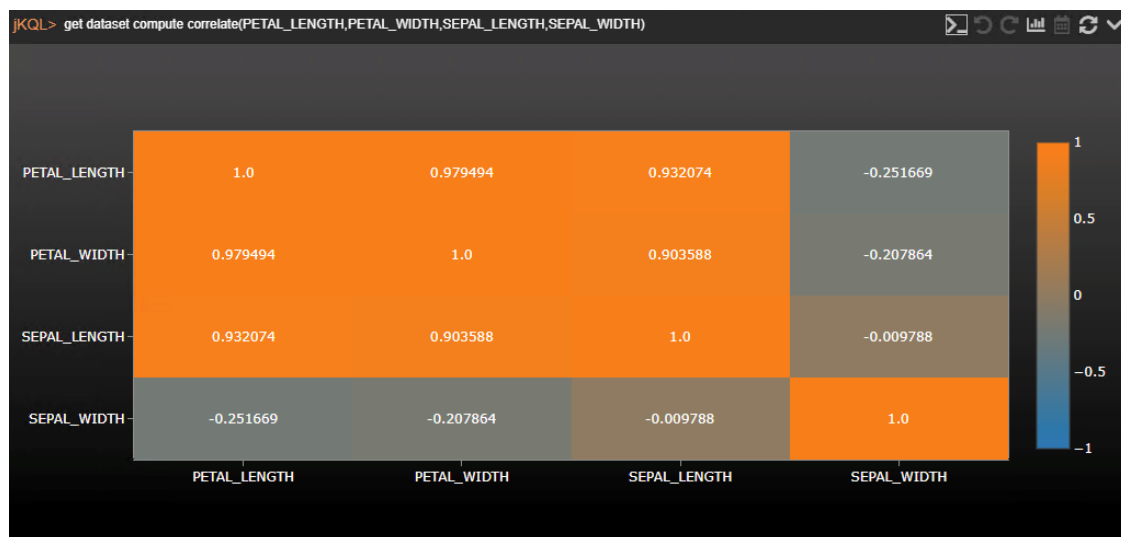 jKQL> get dataset compute correlate(PETAL_LENGTH,PETAL_WIDTH,SEPAL_LENGTH,SEPAL_WIDTH)
PETAL_LENGTH 1.0 0.979494 0.932074 -0.251669
PETAL_WIDTH 0.979494 1.0 0.903588 -0.207864
SEPAL_LENGTH 0.932074 0.903588 1.0 -0.009788
SEPAL_WIDTH -0.251669 -0.207864 -0.009788 1.0
PETAL_LENGTH PETAL_WIDTH SEPAL_LENGTH SEPAL_WIDTH
1
0.5
0
−0.5
−1